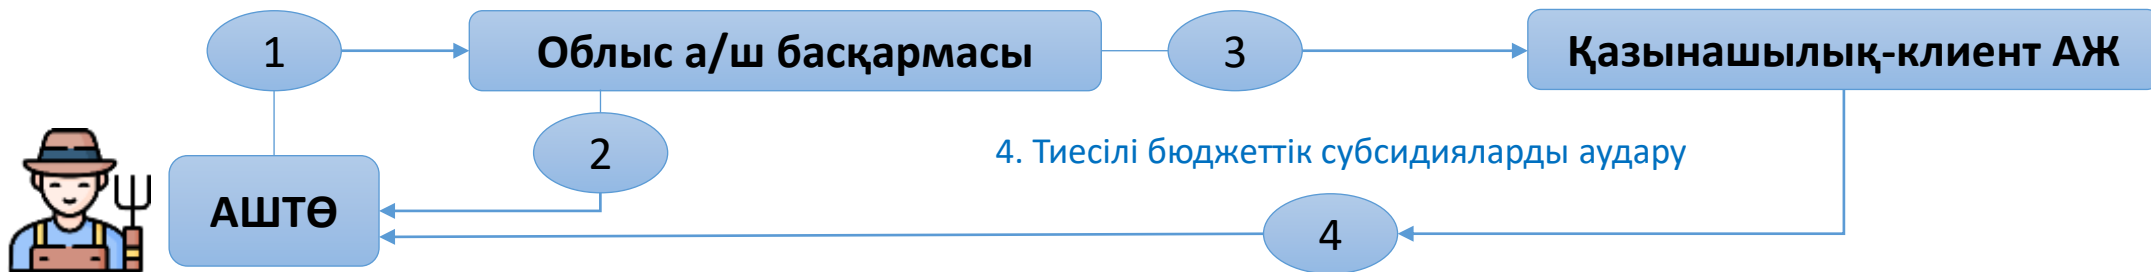 1
Облыс а/ш басқармасы
3
Қазынашылық-клиент АЖ
2
4. Тиесілі бюджеттік субсидияларды аудару
АШТӨ
4